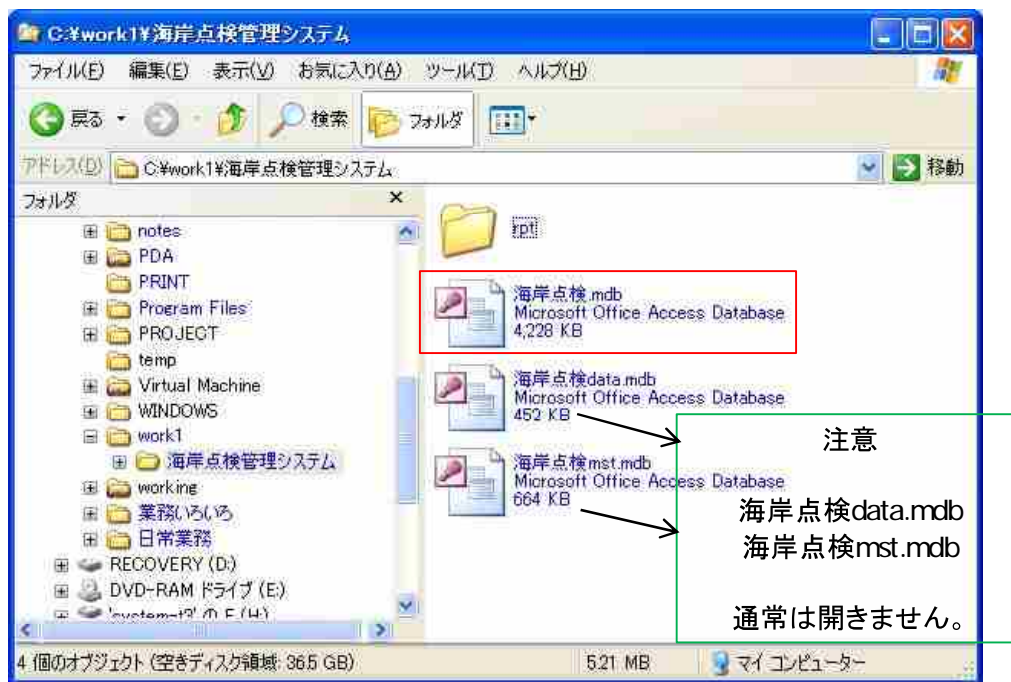 C:¥work1¥海岸点検管理システム
ファイル(F) 編集(E) 表示(V) お気に入り(A) ツール(T) ヘルプ(H)
戻る 検索 フォルダ
アドレス(D) C:¥work1¥海岸点検管理システム 移動
フォルダ
notes
PDA
PRINT
Program Files
PROJECT
temp
Virtual Machine
WINDOWS
work1
海岸点検管理システム
working
業務いろいろ
日常業務
RECOVERY (D:)
DVD-RAM ドライブ (E:)
rpt
海岸点検.mdb
Microsoft Office Access Database
4,228 KB
海岸点検data.mdb
Microsoft Office Access Database
452 KB
海岸点検mst.mdb
Microsoft Office Access Database
664 KB
注意
海岸点検data.mdb
海岸点検mst.mdb
通常は開きません。
4 個のオブジェクト (空きディスク領域: 36.5 GB) 5.21 MB マイ コンピューター